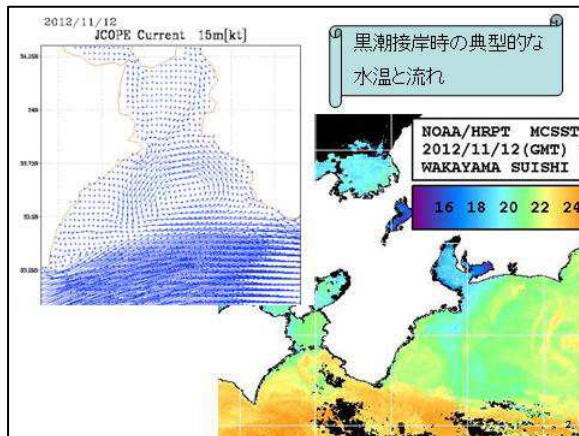 2012/11/12
JCOPE Current 15m[kt]
黒潮接岸時の典型的な
水温と流れ
NOAA/HRPT MCSST
2012/11/12(GMT)
WAKAYAMA SUISHI
16 18 20 22 24